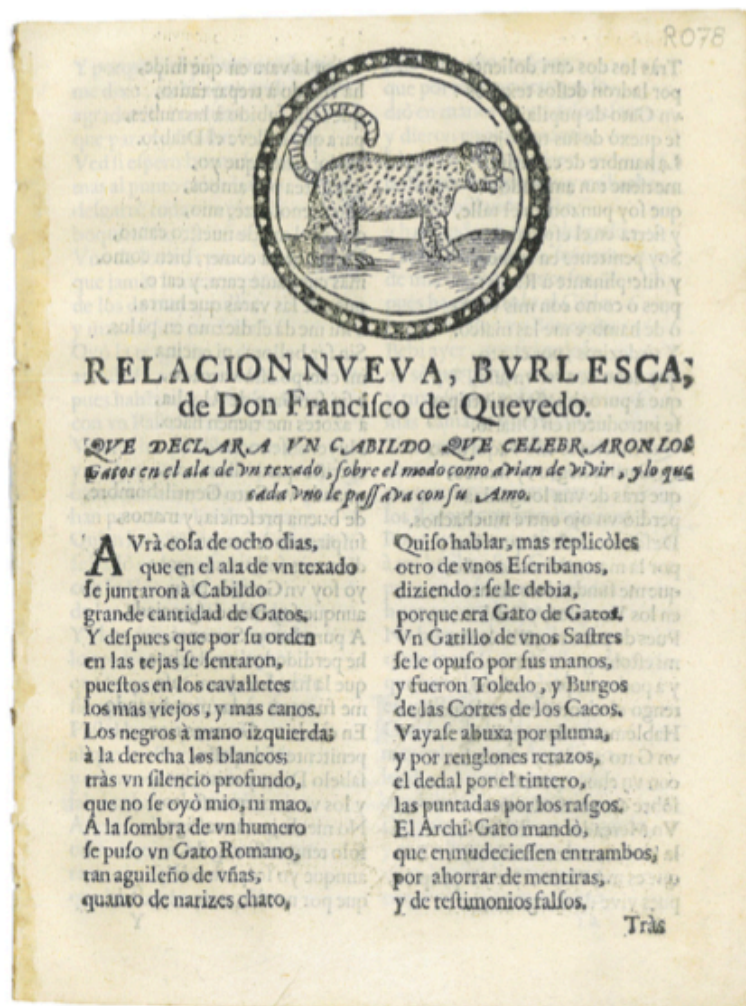 R078
RELACION NVEVA, BVRLESCA;
de Don Francisco de Quevedo.
QVE DECLARA VN CABILDO QVE CELEBRARON LOS
Gatos en el ala de vn texado, sobre el modo como avian de vivir, y lo que
cada vno le passava con su Amo.
AVrà cosa de ocho dias,
que en el ala de vn texado
se juntaron à Cabildo
grande cantidad de Gatos.
Y despues que por su orden
en las tejas se sentaron,
puestos en los cavalletes
los mas viejos, y mas canos.
Los negros á mano izquierda;
à la derecha los blancos;
tràs vn silencio profundo,
que no se oyò mio, ni mao.
A la sombra de vn humero
se puso vn Gato Romano,
tan aguileño de vñas,
quanto de narizes chato,
Quiso hablar, mas replicòles
otro de vnos Escribanos,
diziendo: se le debia,
porque era Gato de Gatos.
Vn Gatillo de vnos Sastres
se le opuso por sus manos,
y fueron Toledo, y Burgos
de las Cortes de los Cacos.
Vayase abuxa por pluma,
y por renglones retazos,
el dedal por el tintero,
las puntadas por los rasgos.
El Archi-Gato mandò,
que enmudeciessen entrambos,
por ahorrar de mentiras,
y de testimonios falsos.
Tràs